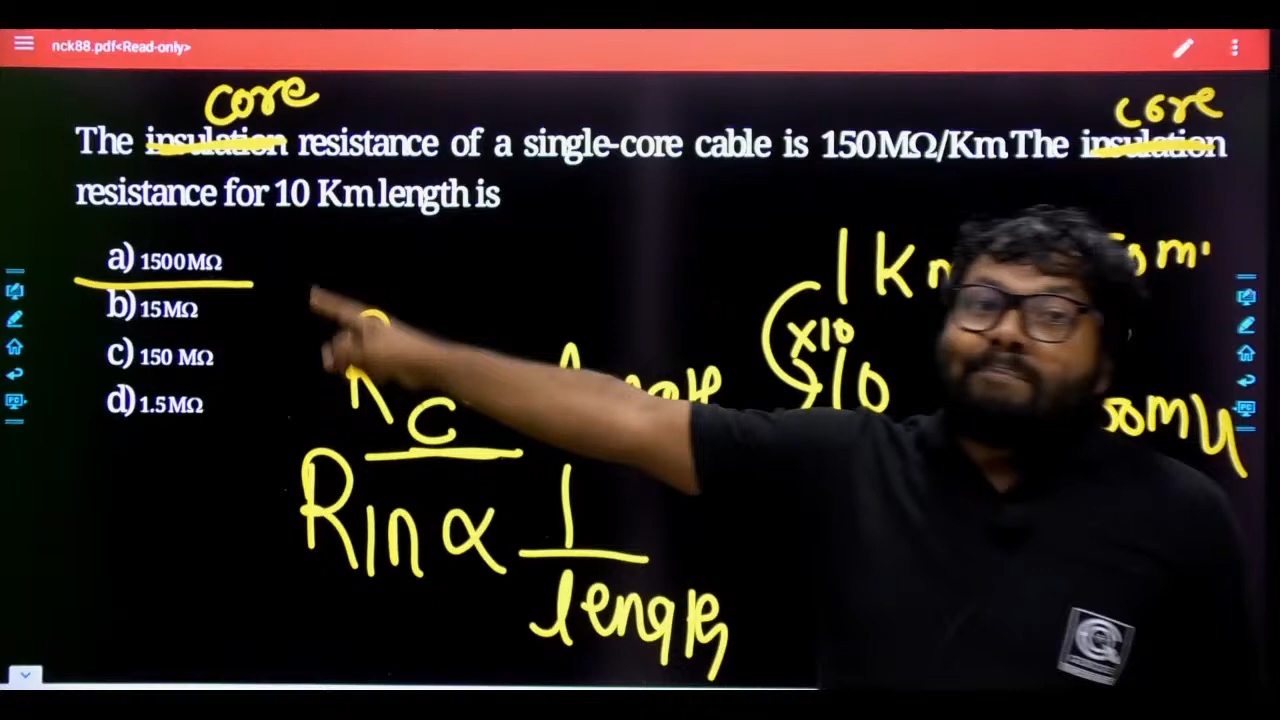 nck88.pdf<Read-only>
core core
The insulation resistance of a single-core cable is 150MΩ/Km.The insulation
resistance for 10 Km length is
a) 1500MΩ
b) 15MΩ
c) 150 MΩ
d) 1.5MΩ
1 K
x10
10
R C
Rin ∝ 1
length